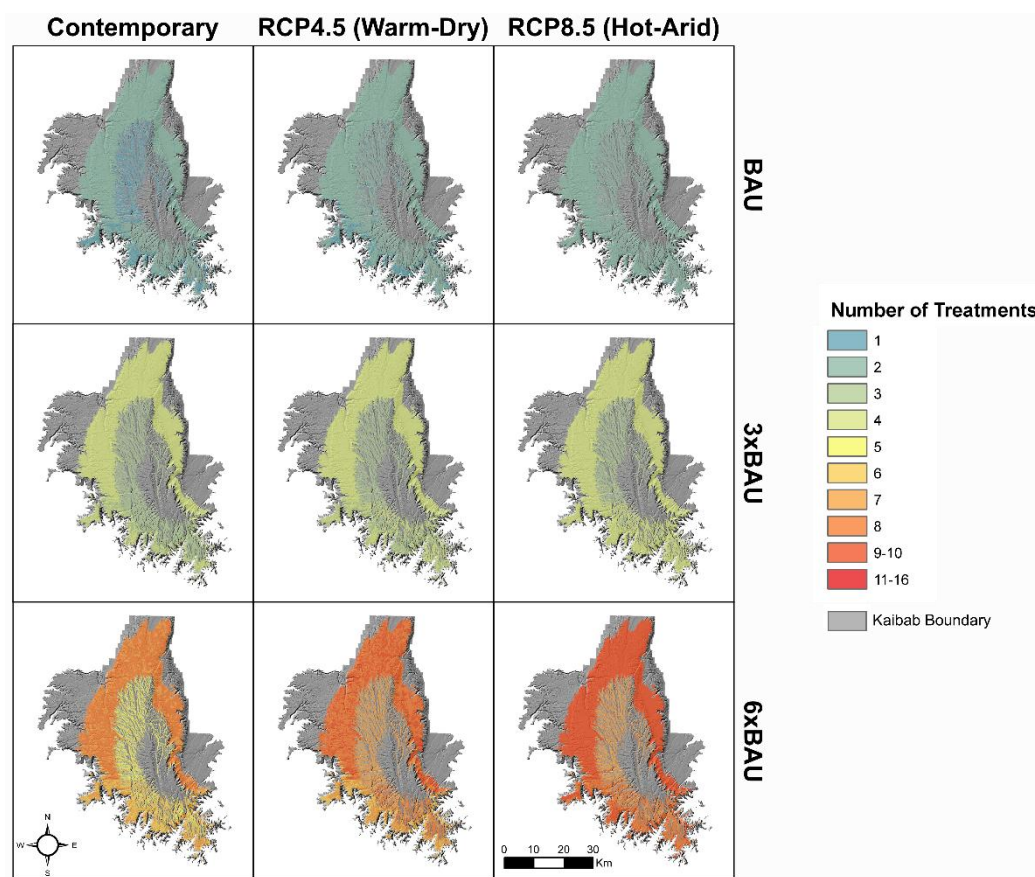 Contemporary
RCP4.5 (Warm-Dry)
RCP8.5 (Hot-Arid)
BAU
3xBAU
6xBAU
Number of Treatments
1
2
3
4
5
6
7
8
9-10
11-16
Kaibab Boundary
N
W E
S
0 10 20 30
Km